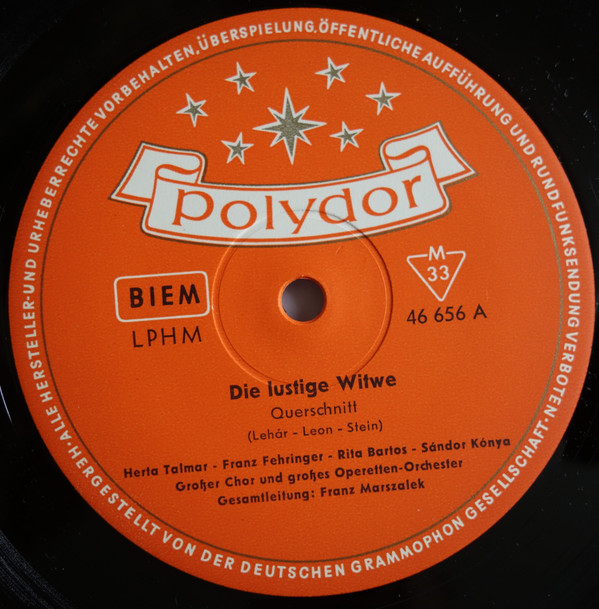 ·ALLE HERSTELLER-UND URHEBERRECHTE VORBEHALTEN, ÜBERSPIELUNG, ÖFFENTLICHE AUFFÜHRUNG UND RUNDFUNKSENDUNG VERBOTEN·
polydor
BIEM
LPHM
M
33
46 656 A
Die lustige Witwe
Querschnitt
(Lehár - Leon - Stein)
Herta Talmar - Franz Fehringer - Rita Bartos - Sándor Kónya
Großer Chor und großes Operetten-Orchester
Gesamtleitung: Franz Marszalek
HERGESTELLT VON DER DEUTSCHEN GRAMMOPHON GESELLSCHAFT·